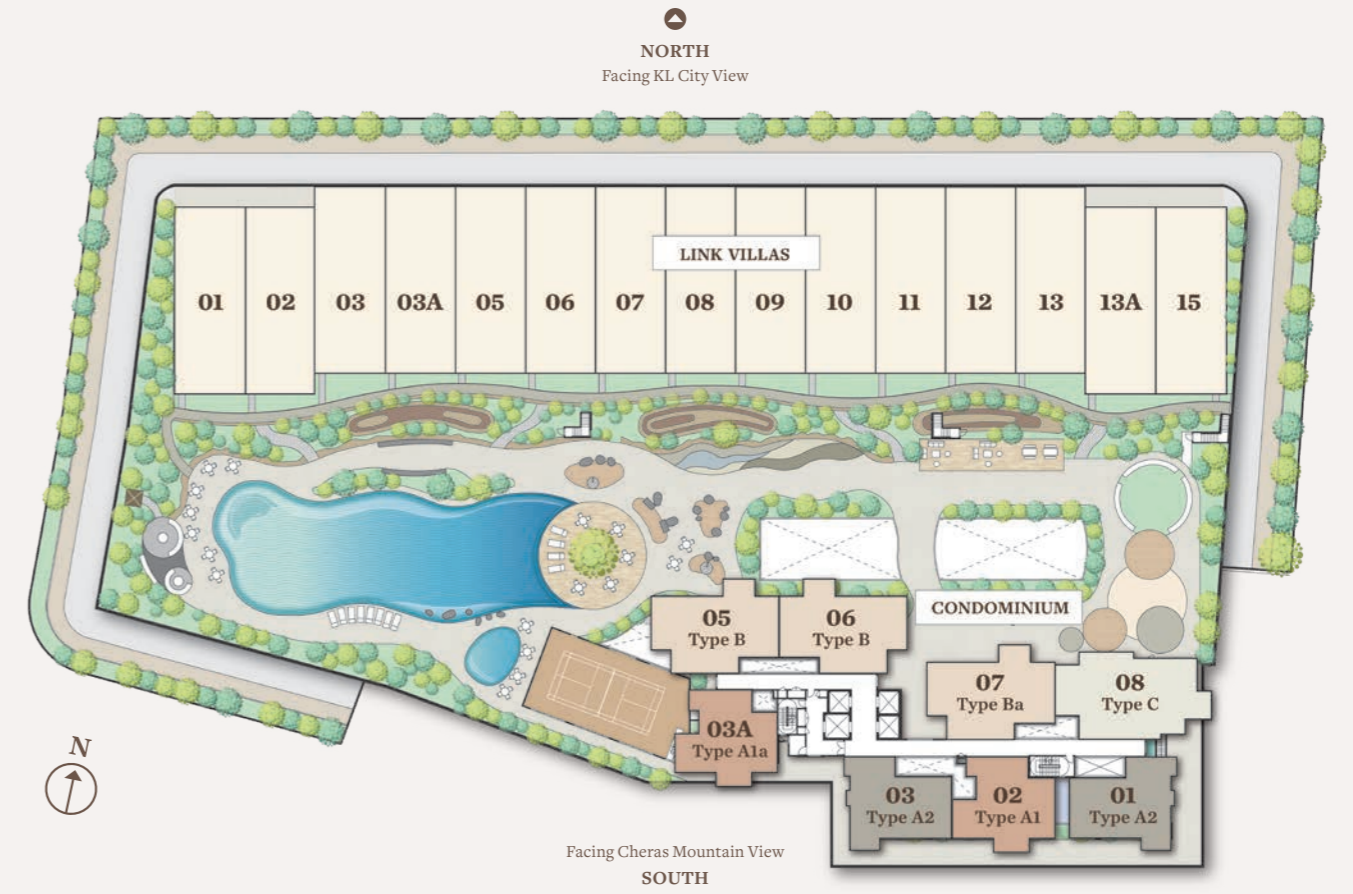 NORTH
Facing KL City View
LINK VILLAS
01 02 03 03A 05 06 07 08 09 10 11 12 13 13A 15
CONDOMINIUM
05
Type B
06
Type B
07
Type Ba
08
Type C
03A
Type A1a
03
Type A2
02
Type A1
01
Type A2
N
Facing Cheras Mountain View
SOUTH